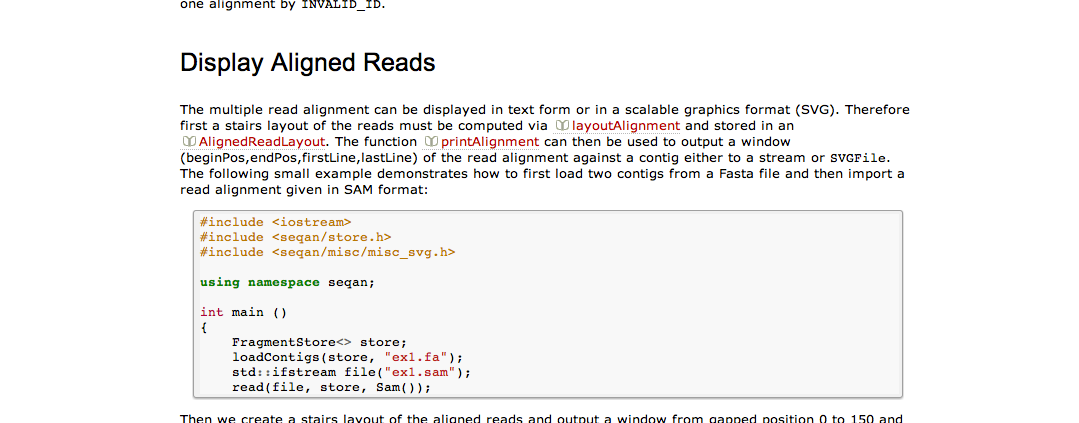 one alignment by INVALID_ID.
Display Aligned Reads
The multiple read alignment can be displayed in text form or in a scalable graphics format (SVG). Therefore
first a stairs layout of the reads must be computed via layoutAlignment and stored in an
AlignedReadLayout. The function printAlignment can then be used to output a window
(beginPos,endPos,firstLine,lastLine) of the read alignment against a contig either to a stream or SVGFile.
The following small example demonstrates how to first load two contigs from a Fasta file and then import a
read alignment given in SAM format:
#include <iostream>
#include <seqan/store.h>
#include <seqan/misc/misc_svg.h>
using namespace seqan;
int main ()
{
FragmentStore<> store;
loadContigs(store, "ex1.fa");
std::ifstream file("ex1.sam");
read(file, store, Sam());
Then we create a stairs layout of the aligned reads and output a window from gapped position 0 to 150 and